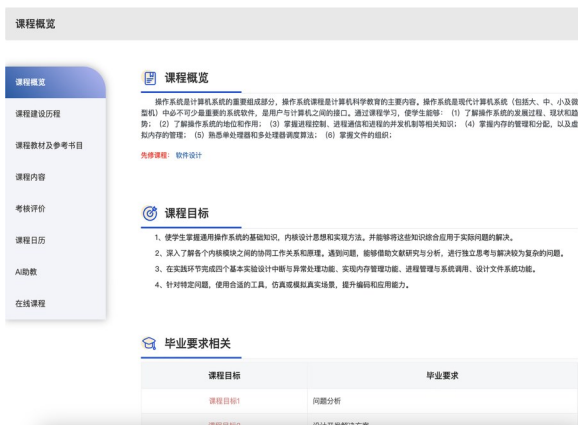 课程概览
课程概览
课程建设历程
课程教材及参考书目
课程内容
考核评价
课程日历
AI助教
在线课程
课程概览
操作系统是计算机系统的重要组成部分，操作系统课程是计算机科学教育的主要内容。操作系统是现代计算机系统（包括大、中、小及微
型机）中必不可少最重要的系统软件，是用户与计算机之间的接口。通过课程学习，使学生能够：（1）了解操作系统的发展过程、现状和趋
势；（2）了解操作系统的地位和作用；（3）掌握进程控制、进程通信和进程的并发机制等相关知识；（4）掌握内存的管理和分配，以及虚
拟内存的管理；（5）熟悉单处理器和多处理器调度算法；（6）掌握文件的组织；
先修课程： 软件设计
课程目标
1、使学生掌握通用操作系统的基础知识，内核设计思想和实现方法。并能够将这些知识综合应用于实际问题的解决。
2、深入了解各个内核模块之间的协同工作关系和原理。遇到问题，能够借助文献研究与分析，进行独立思考与解决较为复杂的问题。
3、在实践环节完成四个基本实验设计中断与异常处理功能、实现内存管理功能、进程管理与系统调用、设计文件系统功能。
4、针对特定问题，使用合适的工具，仿真或模拟真实场景，提升编码和应用能力。
毕业要求相关
课程目标 毕业要求
课程目标1 问题分析